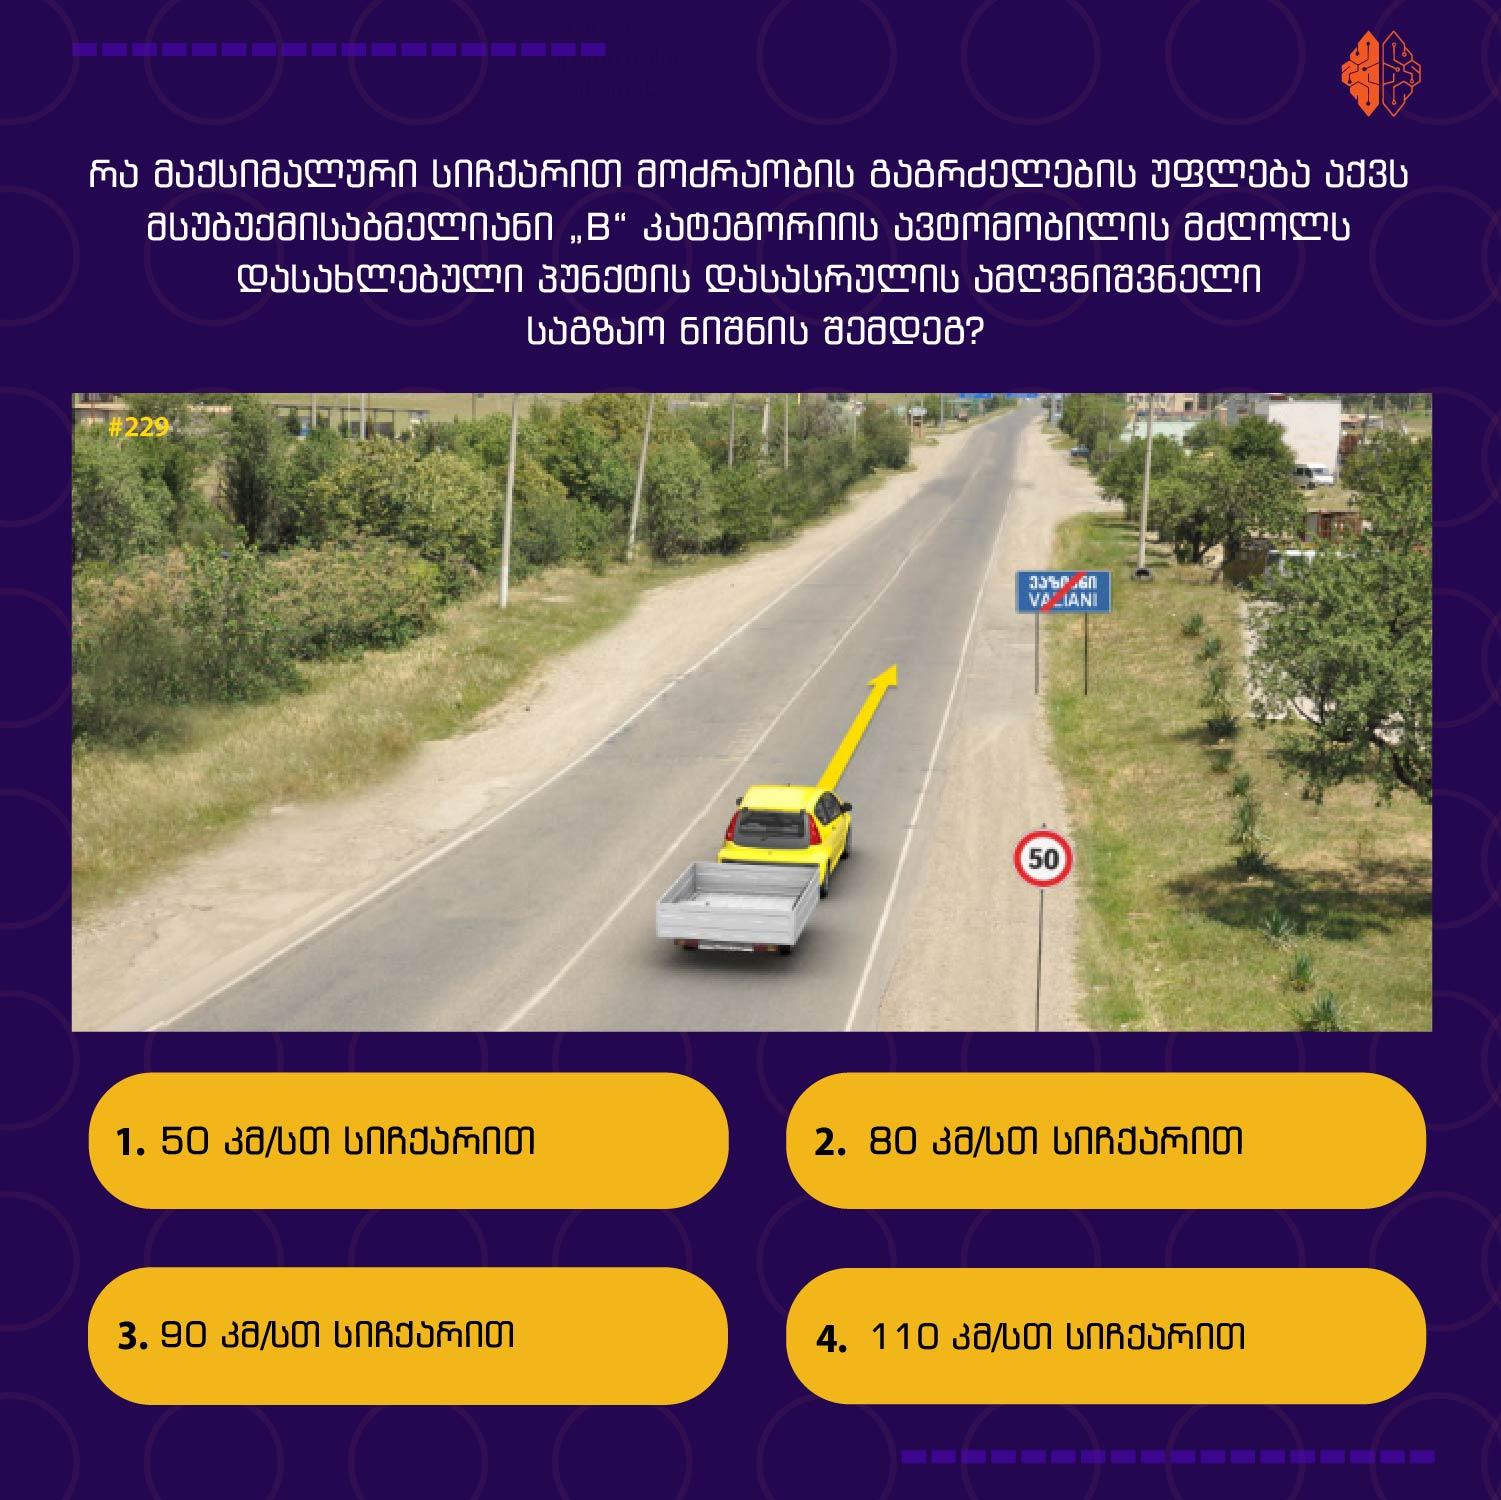 რა მაქსიმალური სიჩქარით მოძრაობის გაგრძელების უფლება აქვს
მსუბუქმისაბმელიანი „B“ კატეგორიის ავტომობილის მძღოლს
დასახლებული პუნქტის დასასრულის ამღვნიშვნელი
საგზაო ნიშნის შემდეგ?
#229
ვაზიანი
VAZIANI
50
1. 50 კმ/სთ სიჩქარით
2. 80 კმ/სთ სიჩქარით
3. 90 კმ/სთ სიჩქარით
4. 110 კმ/სთ სიჩქარით